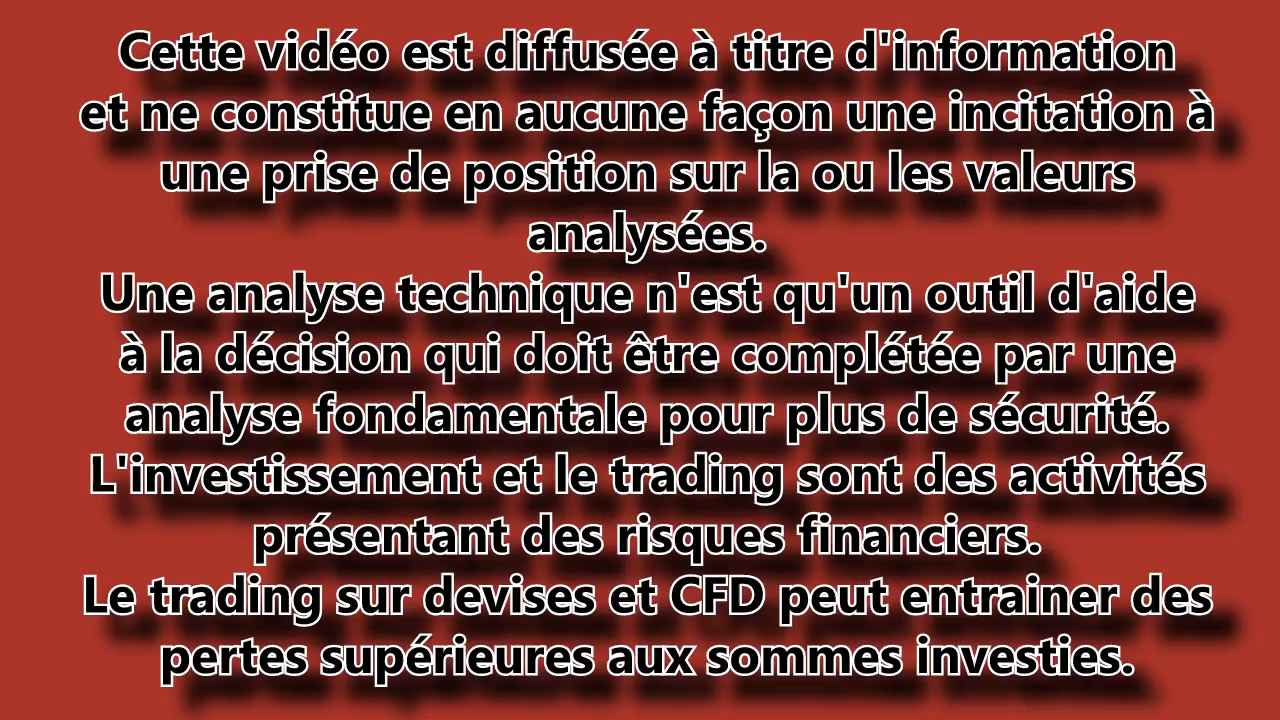 Cette vidéo est diffusée à titre d'information
et ne constitue en aucune façon une incitation à
une prise de position sur la ou les valeurs
analysées.
Une analyse technique n'est qu'un outil d'aide
à la décision qui doit être complétée par une
analyse fondamentale pour plus de sécurité.
L'investissement et le trading sont des activités
présentant des risques financiers.
Le trading sur devises et CFD peut entrainer des
pertes supérieures aux sommes investies.